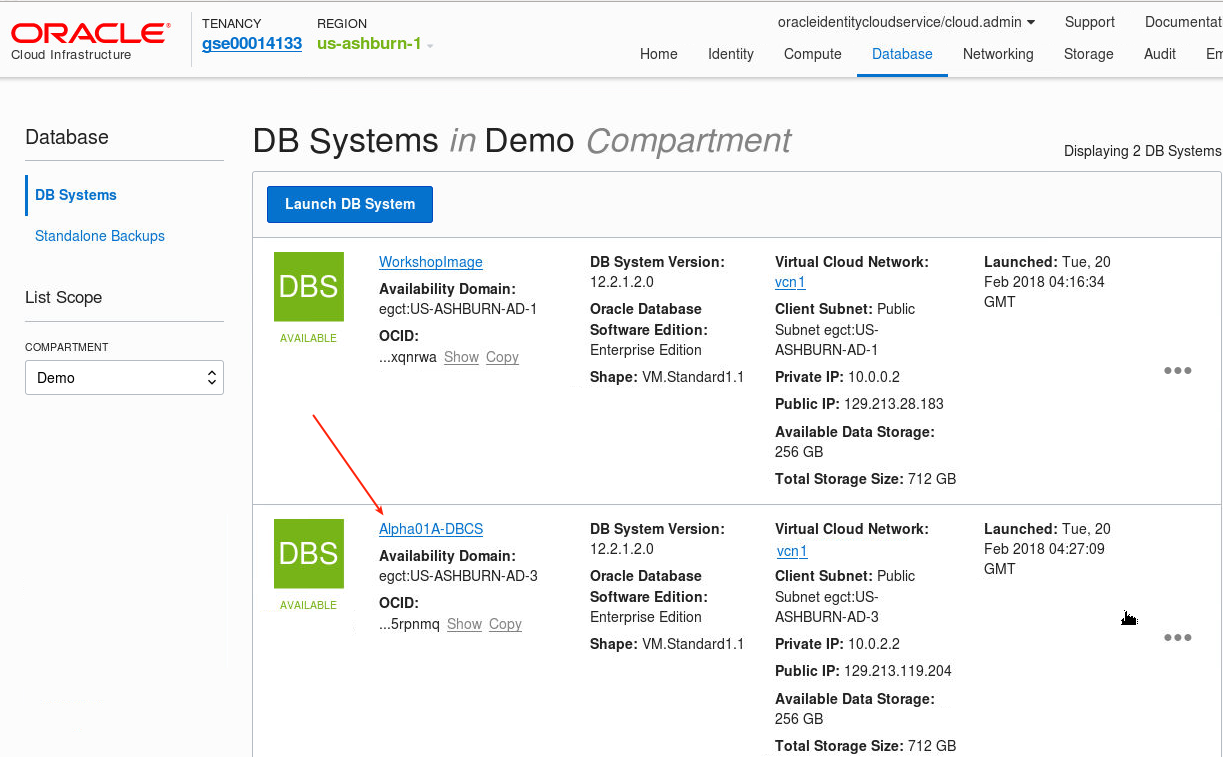 ORACLE®
Cloud Infrastructure
TENANCY
gse00014133
REGION
us-ashburn-1
oracleidentitycloudservice/cloud.admin
Support
Documentat
Home
Identity
Compute
Database
Networking
Storage
Audit
Em
Database
DB Systems
Standalone Backups
List Scope
COMPARTMENT
Demo
DB Systems in Demo Compartment
Displaying 2 DB Systems
Launch DB System
DBS
AVAILABLE
WorkshopImage
Availability Domain:
egct:US-ASHBURN-AD-1
OCID:
...xqnrwa Show Copy
DB System Version:
12.2.1.2.0
Oracle Database
Software Edition:
Enterprise Edition
Shape: VM.Standard1.1
Virtual Cloud Network:
vcn1
Client Subnet: Public
Subnet egct:US-
ASHBURN-AD-1
Private IP: 10.0.0.2
Public IP: 129.213.28.183
Available Data Storage:
256 GB
Total Storage Size: 712 GB
Launched: Tue, 20
Feb 2018 04:16:34
GMT
DBS
AVAILABLE
Alpha01A-DBCS
Availability Domain:
egct:US-ASHBURN-AD-3
OCID:
...5rpnmq Show Copy
DB System Version:
12.2.1.2.0
Oracle Database
Software Edition:
Enterprise Edition
Shape: VM.Standard1.1
Virtual Cloud Network:
vcn1
Client Subnet: Public
Subnet egct:US-
ASHBURN-AD-3
Private IP: 10.0.2.2
Public IP: 129.213.119.204
Available Data Storage:
256 GB
Total Storage Size: 712 GB
Launched: Tue, 20
Feb 2018 04:27:09
GMT